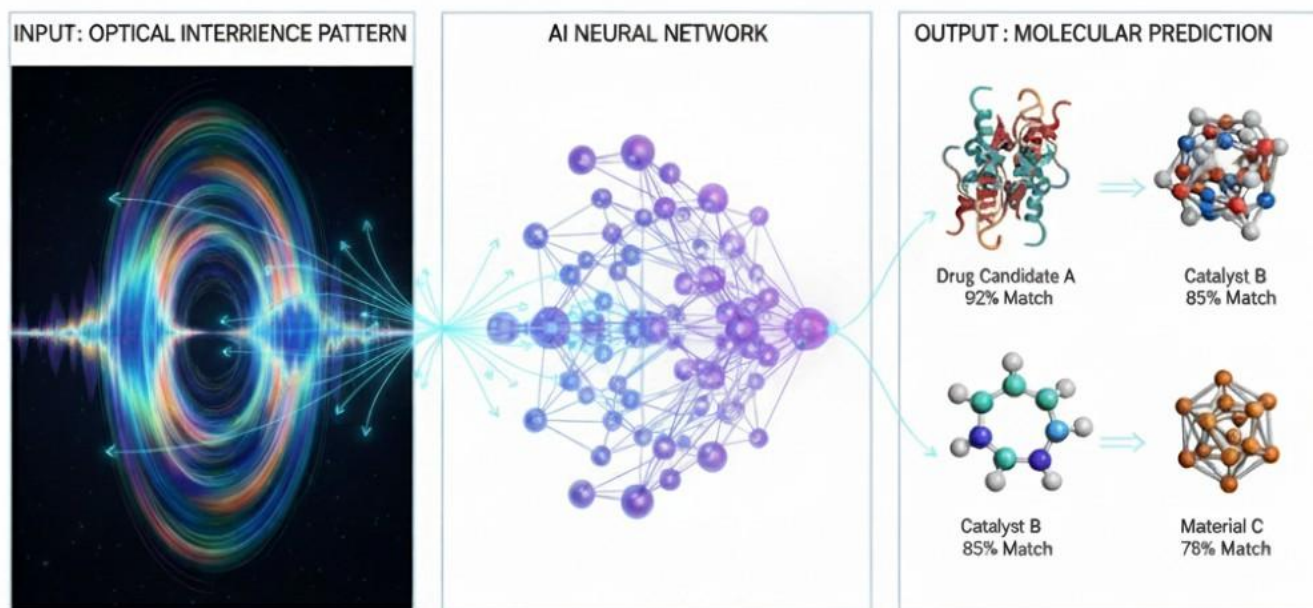 INPUT: OPTICAL INTERRIENCE PATTERN
AI NEURAL NETWORK
OUTPUT : MOLECULAR PREDICTION
Drug Candidate A
92% Match
Catalyst B
85% Match
Catalyst B
85% Match
Material C
78% Match